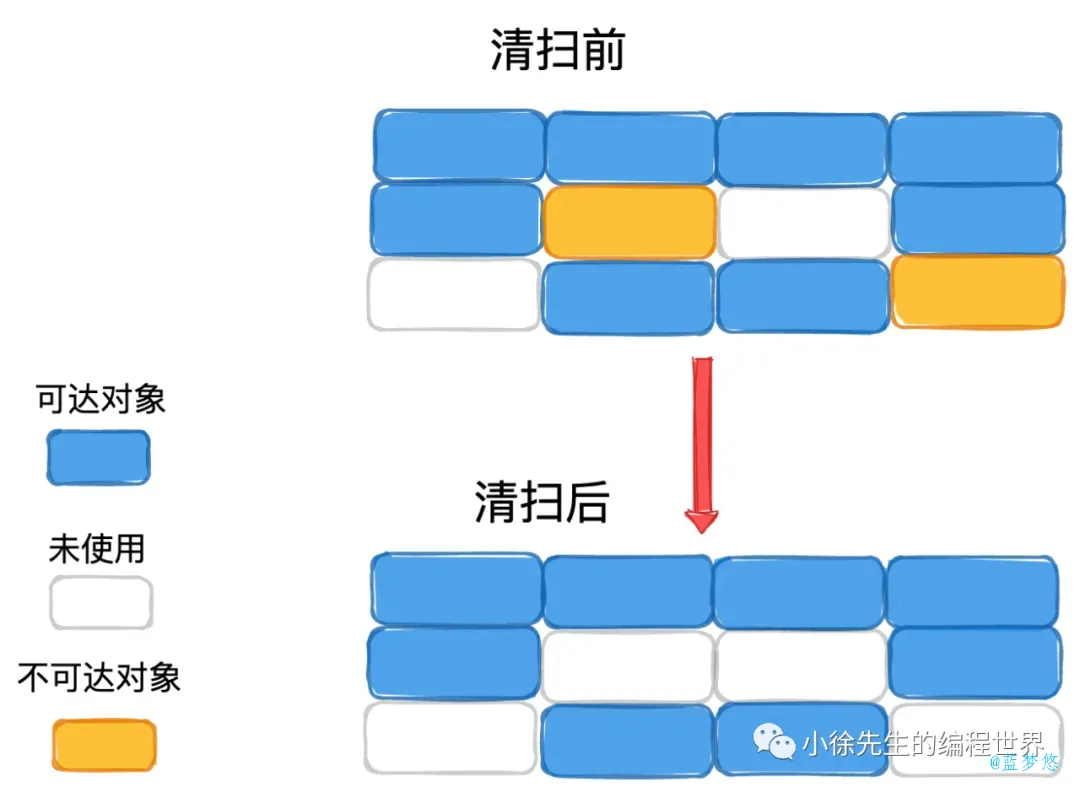 清扫前
可达对象
清扫后
未使用
不可达对象
小徐先生的编程世界
@蓝梦悠